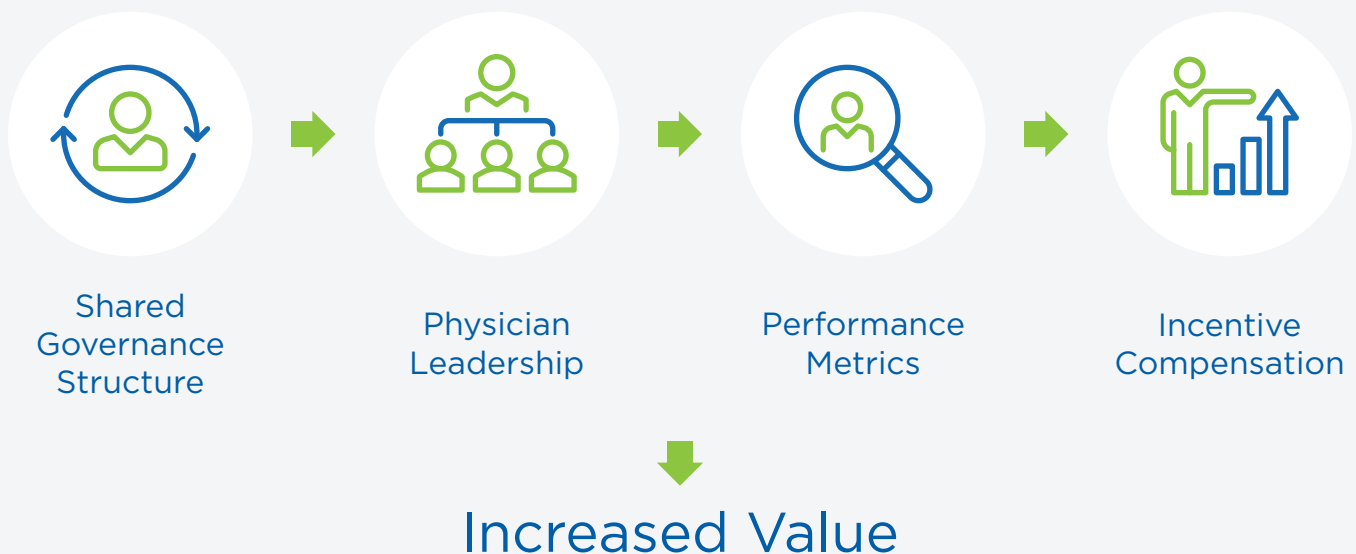 Shared
Governance
Structure
Physician
Leadership
Performance
Metrics
Incentive
Compensation
Increased Value